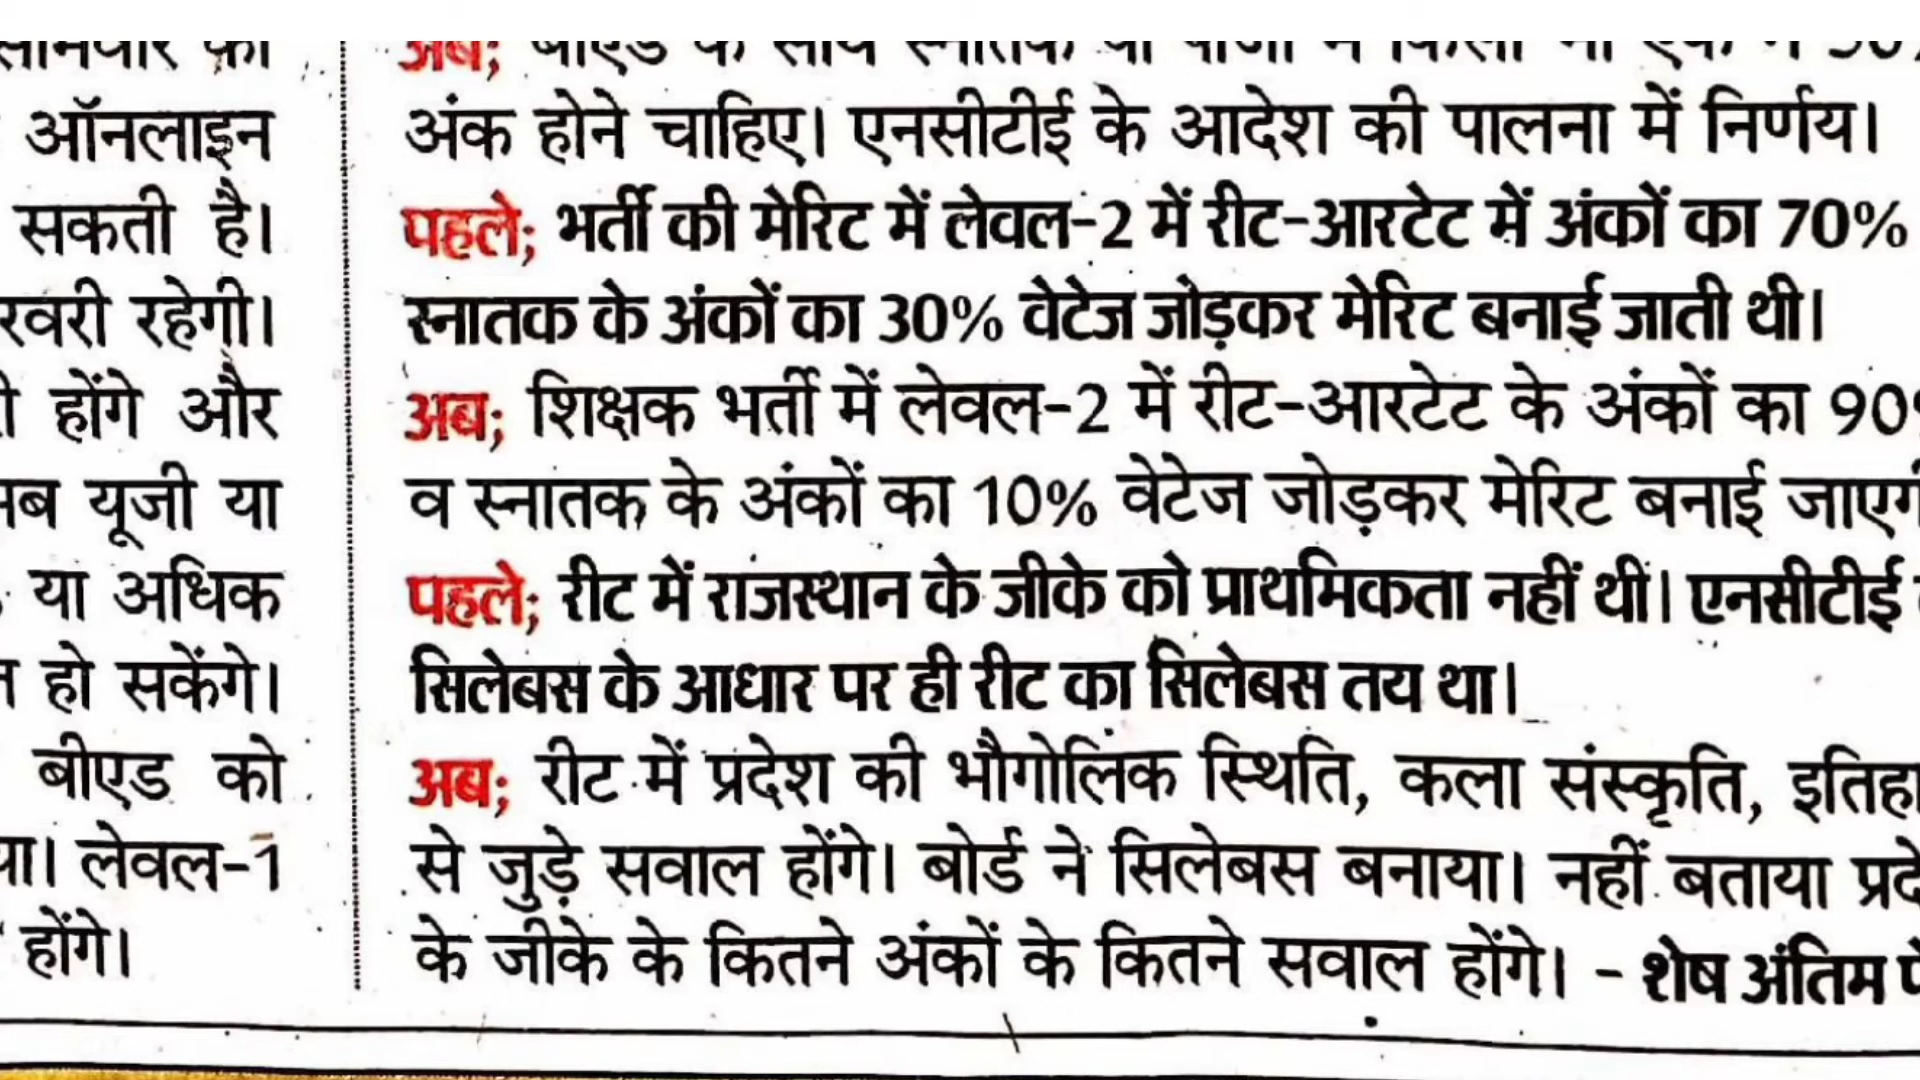 ऑनलाइन
सकती है।
रहेगी।
होंगे और
यूजी या
या अधिक
हो सकेंगे।
बीएड को
लेवल-1
होंगे।
अब;
अंक होने चाहिए। एनसीटीई के आदेश की पालना में निर्णय।
पहले; भर्ती की मेरिट में लेवल-2 में रीट-आरटेट में अंकों का 70%
स्नातक के अंकों का 30% वेटेज जोड़कर मेरिट बनाई जाती थी।
अब; शिक्षक भर्ती में लेवल-2 में रीट-आरटेट के अंकों का 90%
व स्नातक के अंकों का 10% वेटेज जोड़कर मेरिट बनाई
पहले; रीट में राजस्थान के जीके को प्राथमिकता नहीं थी। एनसीटीई
सिलेबस के आधार पर ही रीट का सिलेबस तय था।
अब; रीट में प्रदेश की भौगोलिक स्थिति, कला संस्कृति,
से जुड़े सवाल होंगे। बोर्ड ने सिलेबस बनाया। नहीं बताया
के जीके के कितने अंकों के कितने सवाल होंगे। - शेष अंतिम